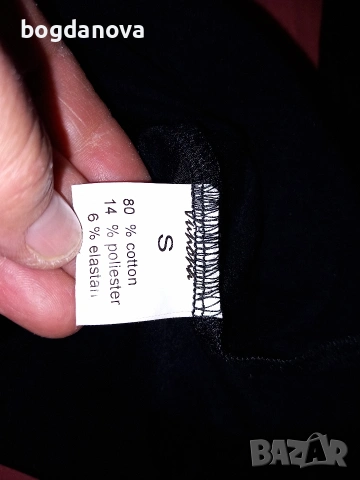 bogdanova
S
80 % cotton
14 % poliester
6 % elastan
BAZAR